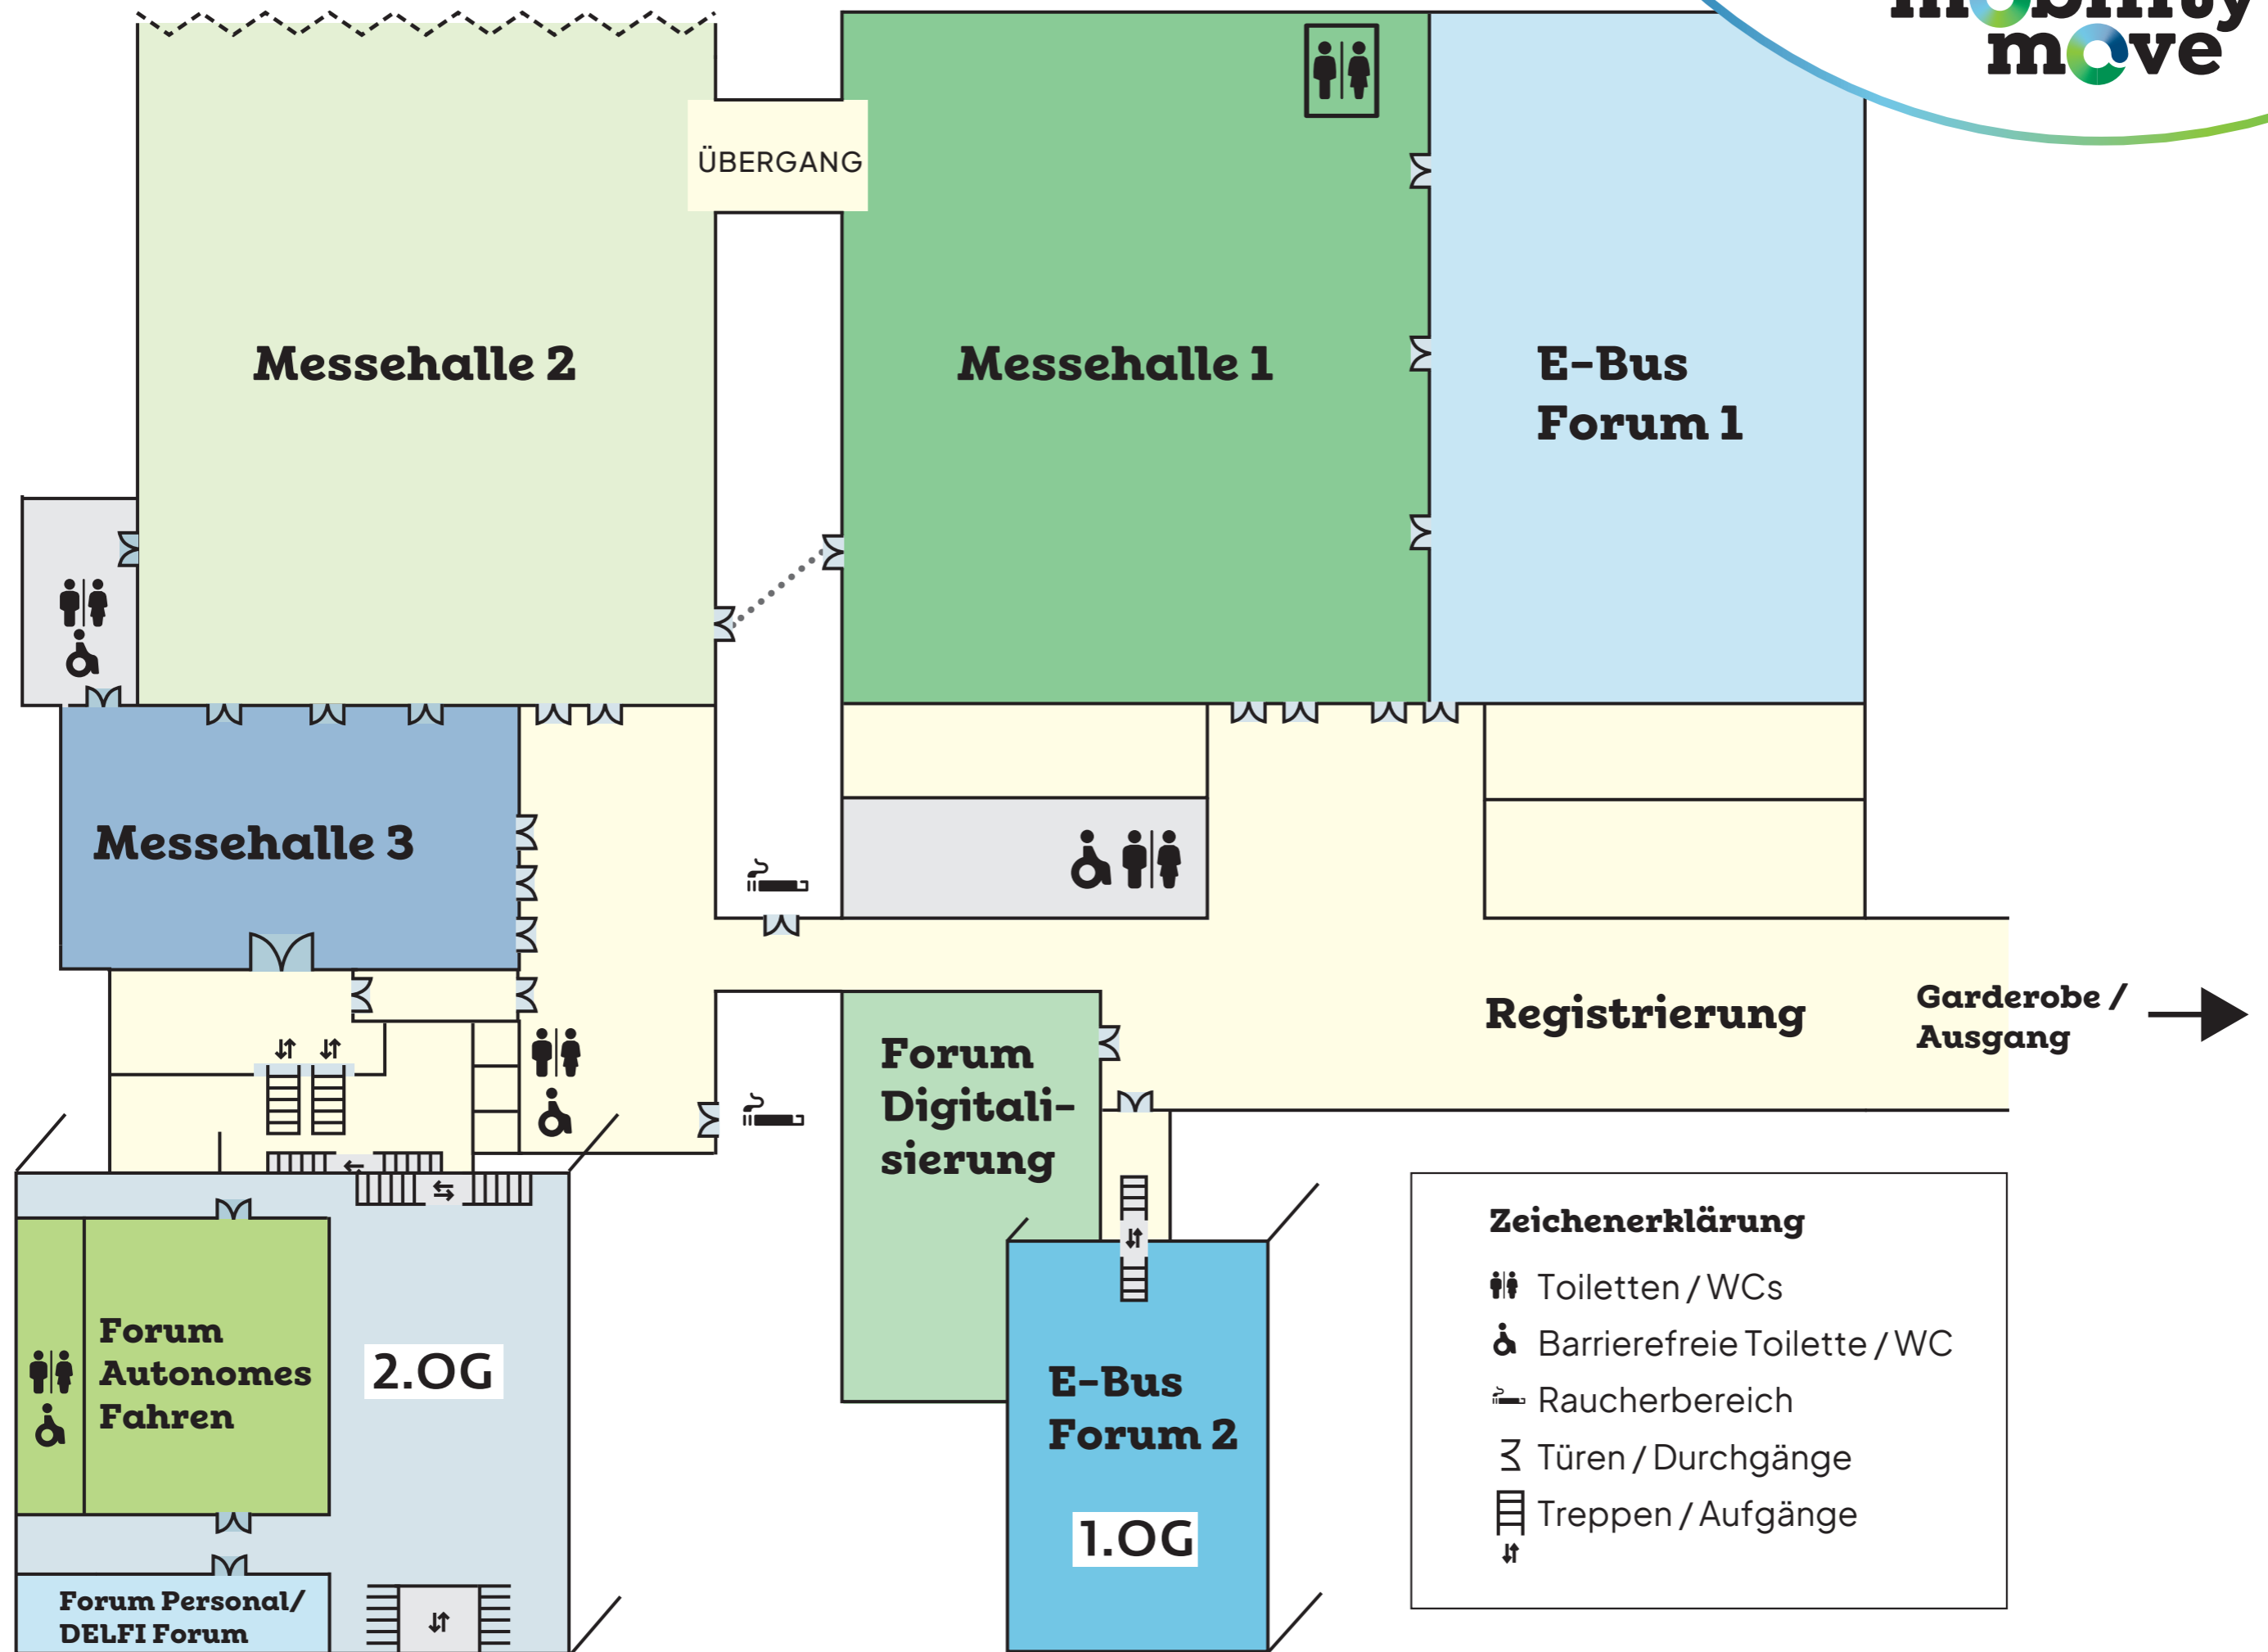 mobility
move
ÜBERGANG
Messehalle 2
Messehalle 1
E-Bus
Forum 1
Messehalle 3
Registrierung
Garderobe /
Ausgang
Forum
Digitali-
sierung
Zeichenerklärung
Toiletten / WCs
Barrierefreie Toilette / WC
Raucherbereich
Türen / Durchgänge
Treppen / Aufgänge
Forum
Autonomes
Fahren
2.OG
E-Bus
Forum 2
1.OG
Forum Personal/
DELFI Forum